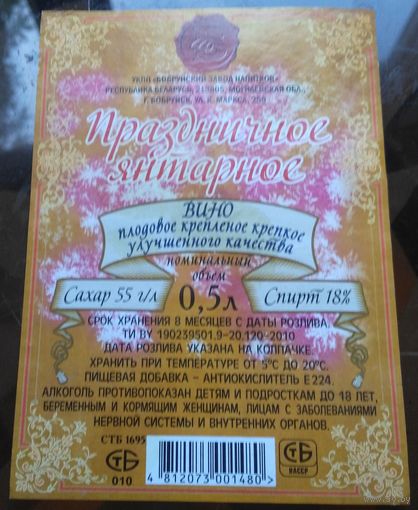 УКПП «БОБРУЙСКИЙ ЗАВОД НАПИТКОВ»
РЕСПУБЛИКА БЕЛАРУСЬ, 213805, МОГИЛЕВСКАЯ ОБЛ.,
Г. БОБРУЙСК, УЛ. К. МАРКСА, 250
Праздничное
янтарное
ВИНО
плодовое крепленое крепкое
улучшенного качества
номинальный
объем
Сахар 55 г/л 0,5л Спирт 18%
СРОК ХРАНЕНИЯ 8 МЕСЯЦЕВ С ДАТЫ РОЗЛИВА.
ТИ BY 190239501.9-20.120-2010
ДАТА РОЗЛИВА УКАЗАНА НА КОЛПАЧКЕ.
ХРАНИТЬ ПРИ ТЕМПЕРАТУРЕ ОТ 5°С ДО 20°С.
ПИЩЕВАЯ ДОБАВКА - АНТИОКИСЛИТЕЛЬ Е 224.
АЛКОГОЛЬ ПРОТИВОПОКАЗАН ДЕТЯМ И ПОДРОСТКАМ ДО 18 ЛЕТ,
БЕРЕМЕННЫМ И КОРМЯЩИМ ЖЕНЩИНАМ, ЛИЦАМ С ЗАБОЛЕВАНИЯМИ
НЕРВНОЙ СИСТЕМЫ И ВНУТРЕННИХ ОРГАНОВ.
СТБ 1695
СТБ
010
4 812073 001480 >
СТБ
НАССР